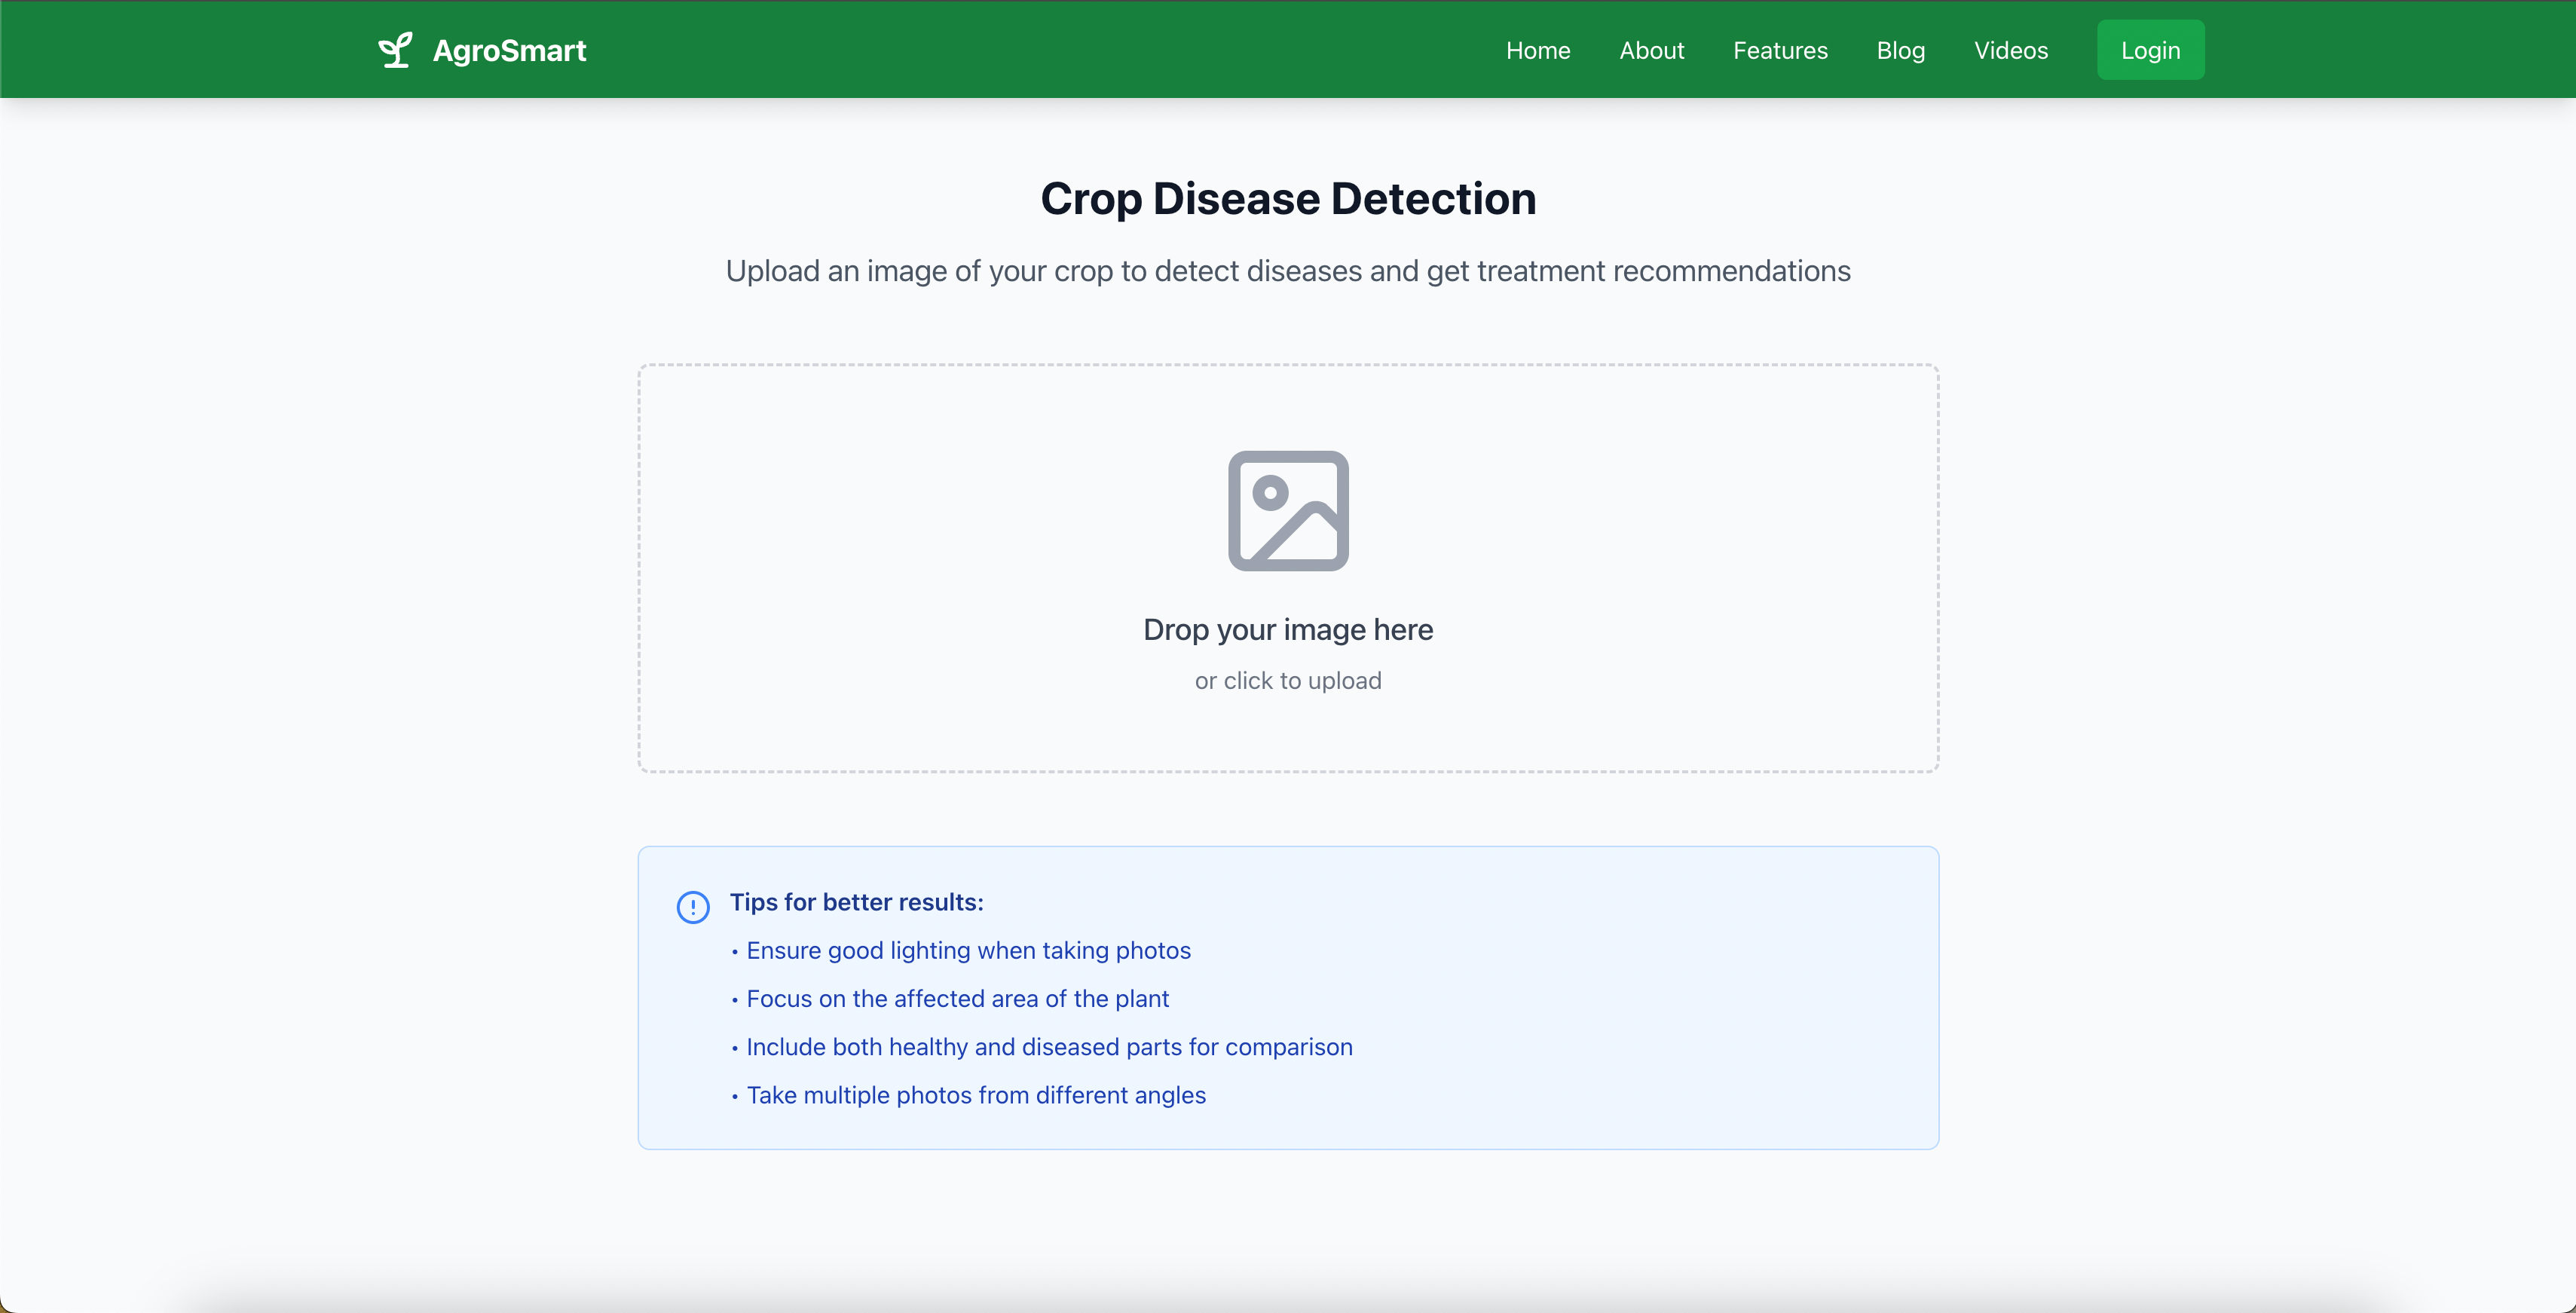 AgroSmart
Home
About
Features
Blog
Videos
Login
Crop Disease Detection
Upload an image of your crop to detect diseases and get treatment recommendations
Drop your image here
or click to upload
Tips for better results:
• Ensure good lighting when taking photos
• Focus on the affected area of the plant
• Include both healthy and diseased parts for comparison
• Take multiple photos from different angles